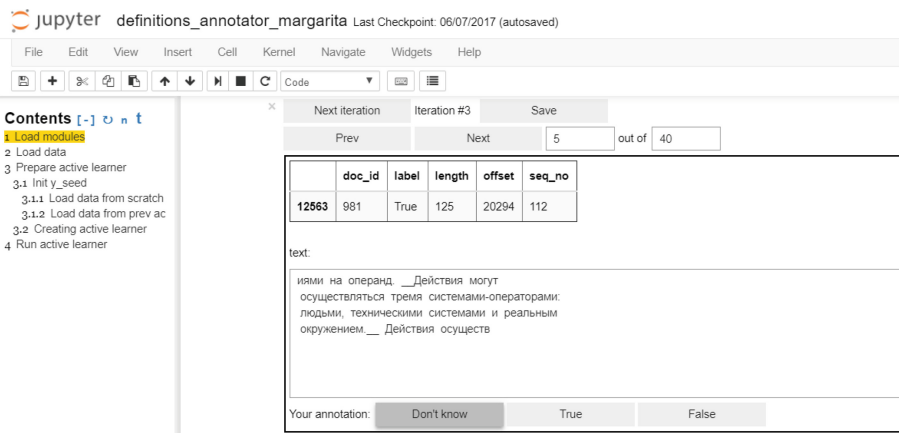 jupyter definitions_annotator_margarita Last Checkpoint: 06/07/2017 (autosaved)
File Edit View Insert Cell Kernel Navigate Widgets Help
Code
Contents [-] ↻ n t
1 Load modules
2 Load data
3 Prepare active learner
3.1 Init y_seed
3.1.1 Load data from scratch
3.1.2 Load data from prev ac
3.2 Creating active learner
4 Run active learner
× Next iteration Iteration #3 Save
Prev Next 5 out of 40
doc_id label length offset seq_no
12563 981 True 125 20294 112
text:
иями на операнд. __Действия могут
осуществляться тремя системами-операторами:
людьми, техническими системами и реальным
окружением.__ Действия осуществ
Your annotation: Don't know True False